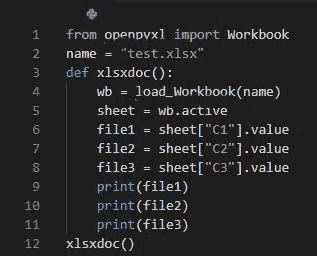 1 from openpyxl import Workbook
2 name = "test.xlsx"
3 def xlsxdoc():
4 wb = load_Workbook(name)
5 sheet = wb.active
6 file1 = sheet["C1"].value
7 file2 = sheet["C2"].value
8 file3 = sheet["C3"].value
9 print(file1)
10 print(file2)
11 print(file3)
12 xlsxdoc()